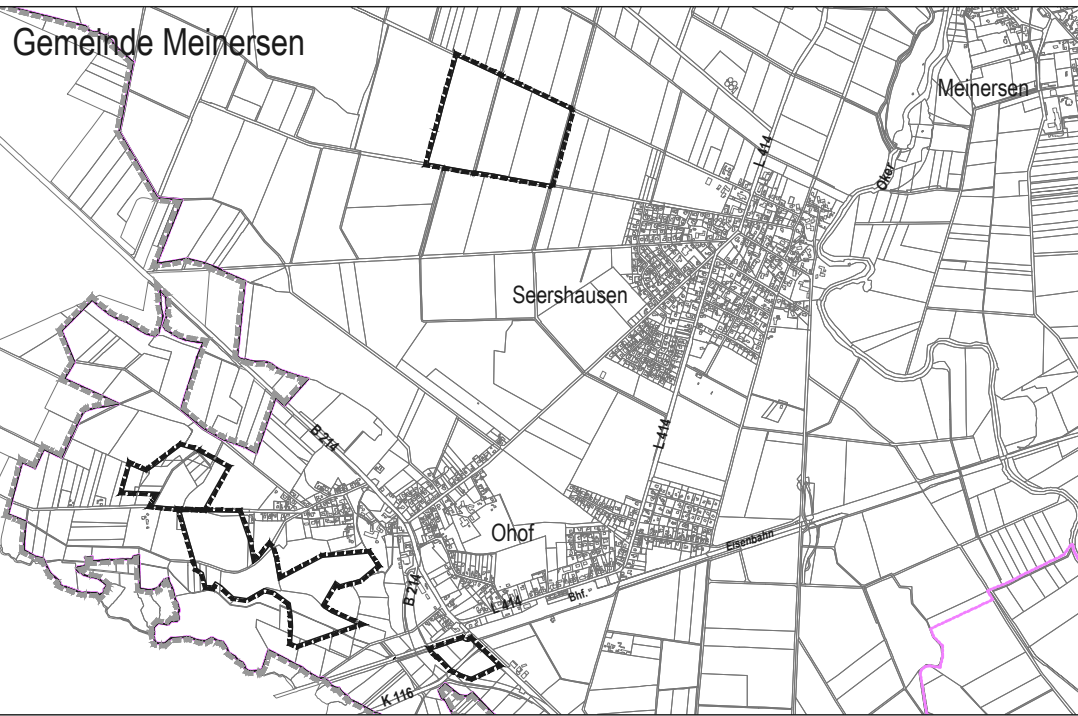 Gemeinde Meinersen
Meinersen
L 414
Oker
Seershausen
B 214
L 414
Ohof
Eisenbahn
B 214
L 414
Bhf.
K 116